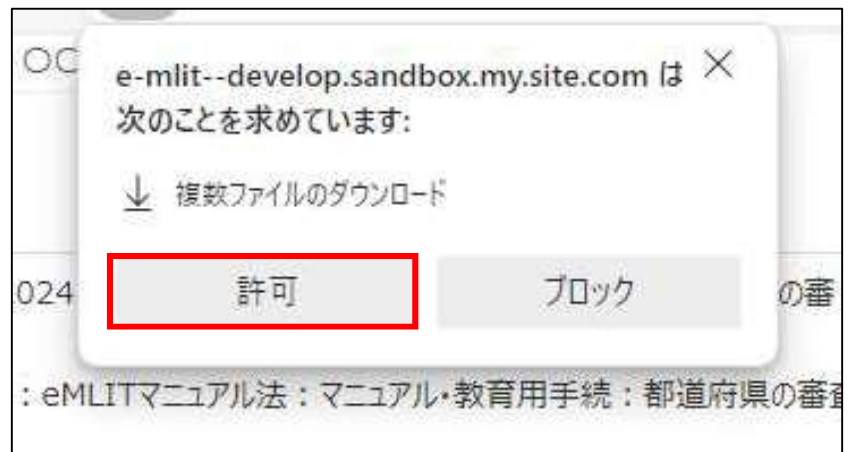 OC
e-mlit--develop.sandbox.my.site.com は
次のことを求めています:
複数ファイルのダウンロード
許可
ブロック
024
の審
：eMLITマニュアル法：マニュアル・教育用手続：都道府県の審査